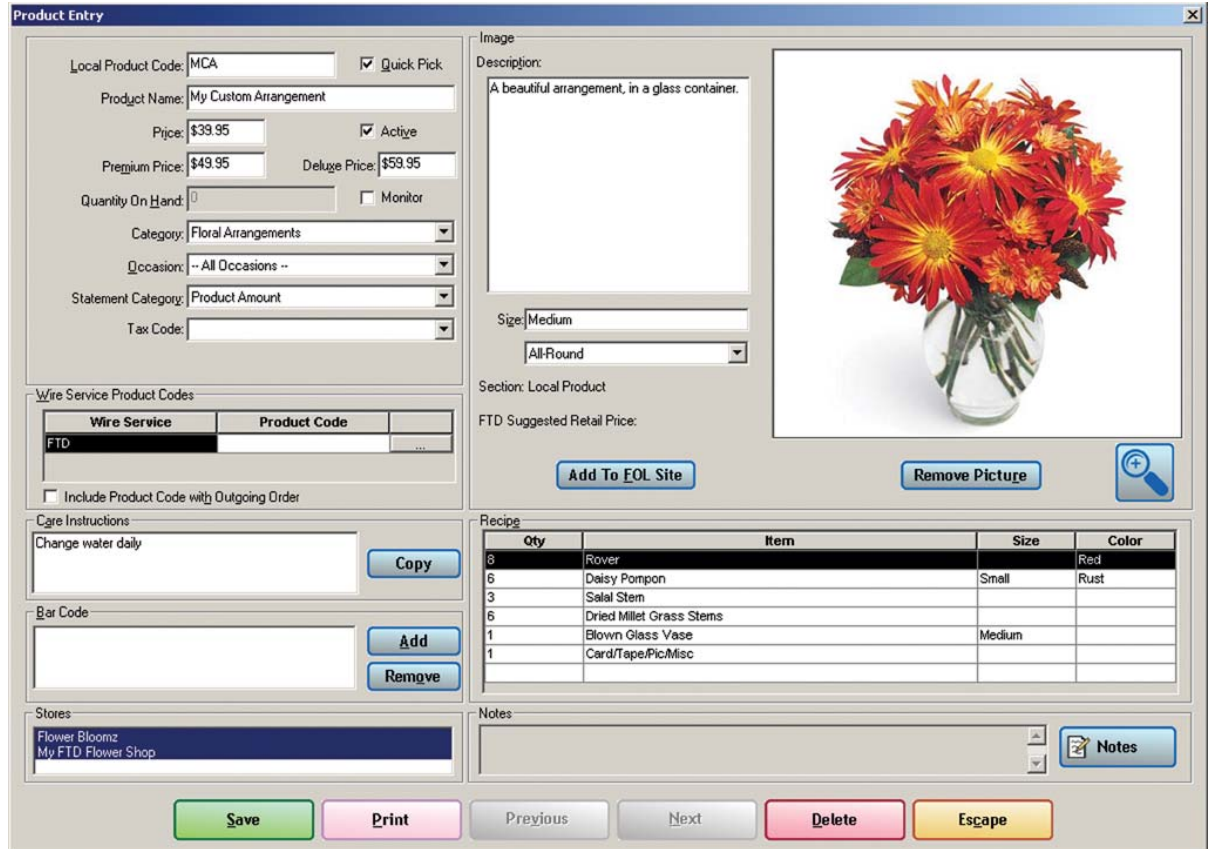 Product Entry
Local Product Code: MCA
Quick Pick
Product Name: My Custom Arrangement
Price: $39.95
Active
Premium Price: $49.95
Deluxe Price: $59.95
Quantity On Hand: 0
Monitor
Category: Floral Arrangements
Occasion: -- All Occasions --
Statement Category: Product Amount
Tax Code:
Wire Service Product Codes
Wire Service Product Code
FTD ...
Include Product Code with Outgoing Order
Care Instructions
Change water daily
Copy
Bar Code
Add
Remove
Stores
Flower Bloomz
My FTD Flower Shop
Image
Description:
A beautiful arrangement, in a glass container.
Size: Medium
All-Round
Section: Local Product
FTD Suggested Retail Price:
Add To FOL Site
Remove Picture
Recipe
Qty Item Size Color
8 Rover Red
6 Daisy Pompon Small Rust
3 Salal Stem
6 Dried Millet Grass Stems
1 Blown Glass Vase Medium
1 Card/Tape/Pic/Misc
Notes
Notes
Save Print Previous Next Delete Escape